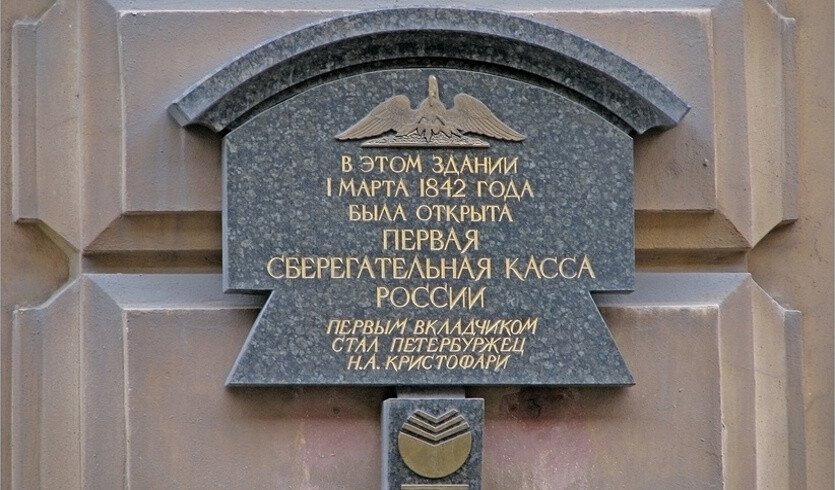 В ЭТОМ ЗДАНИИ
1 МАРТА 1842 ГОДА
БЫЛА ОТКРЫТА
ПЕРВАЯ
СБЕРЕГАТЕЛЬНАЯ КАССА
РОССИИ
ПЕРВЫМ ВКЛАДЧИКОМ
СТАЛ ПЕТЕРБУРЖЕЦ
Н.А. КРИСТОФАРИ